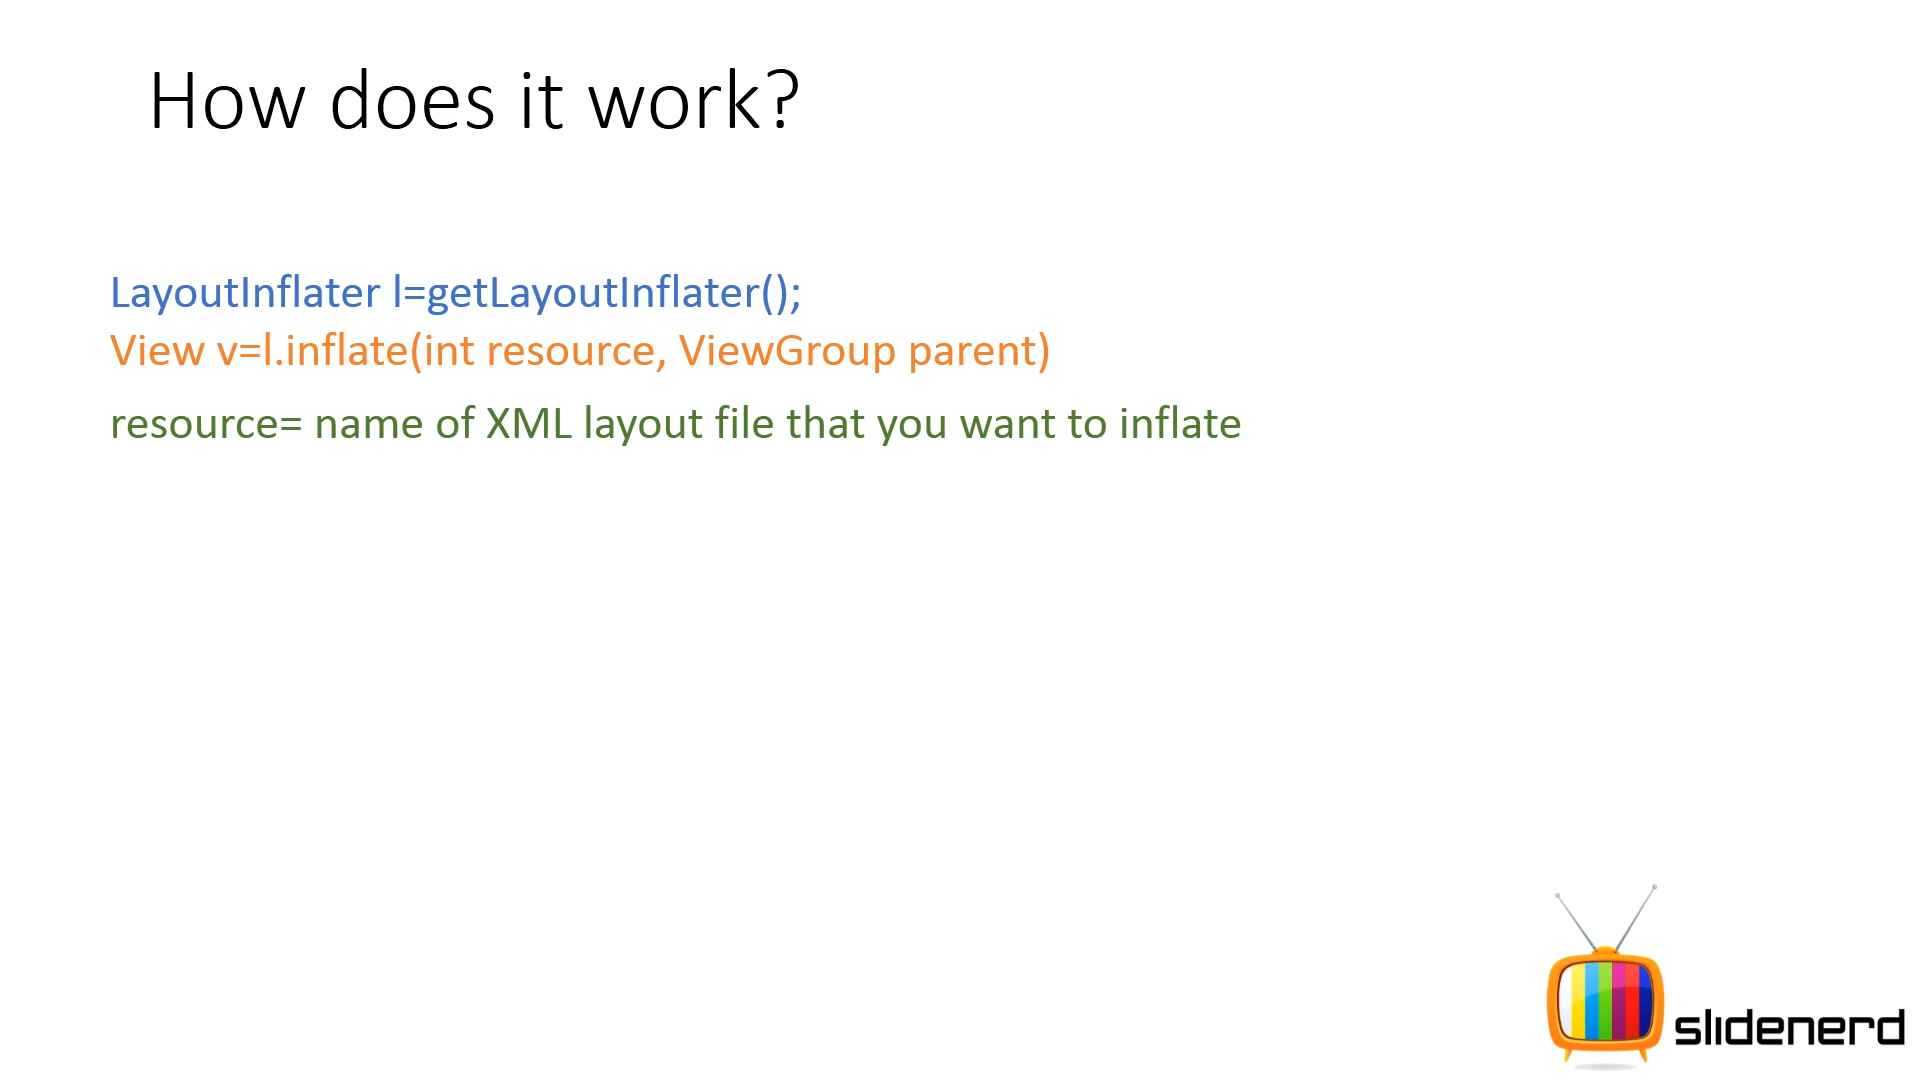 How does it work?
LayoutInflater l=getLayoutInflater();
View v=l.inflate(int resource, ViewGroup parent)
resource= name of XML layout file that you want to inflate
slidenerd